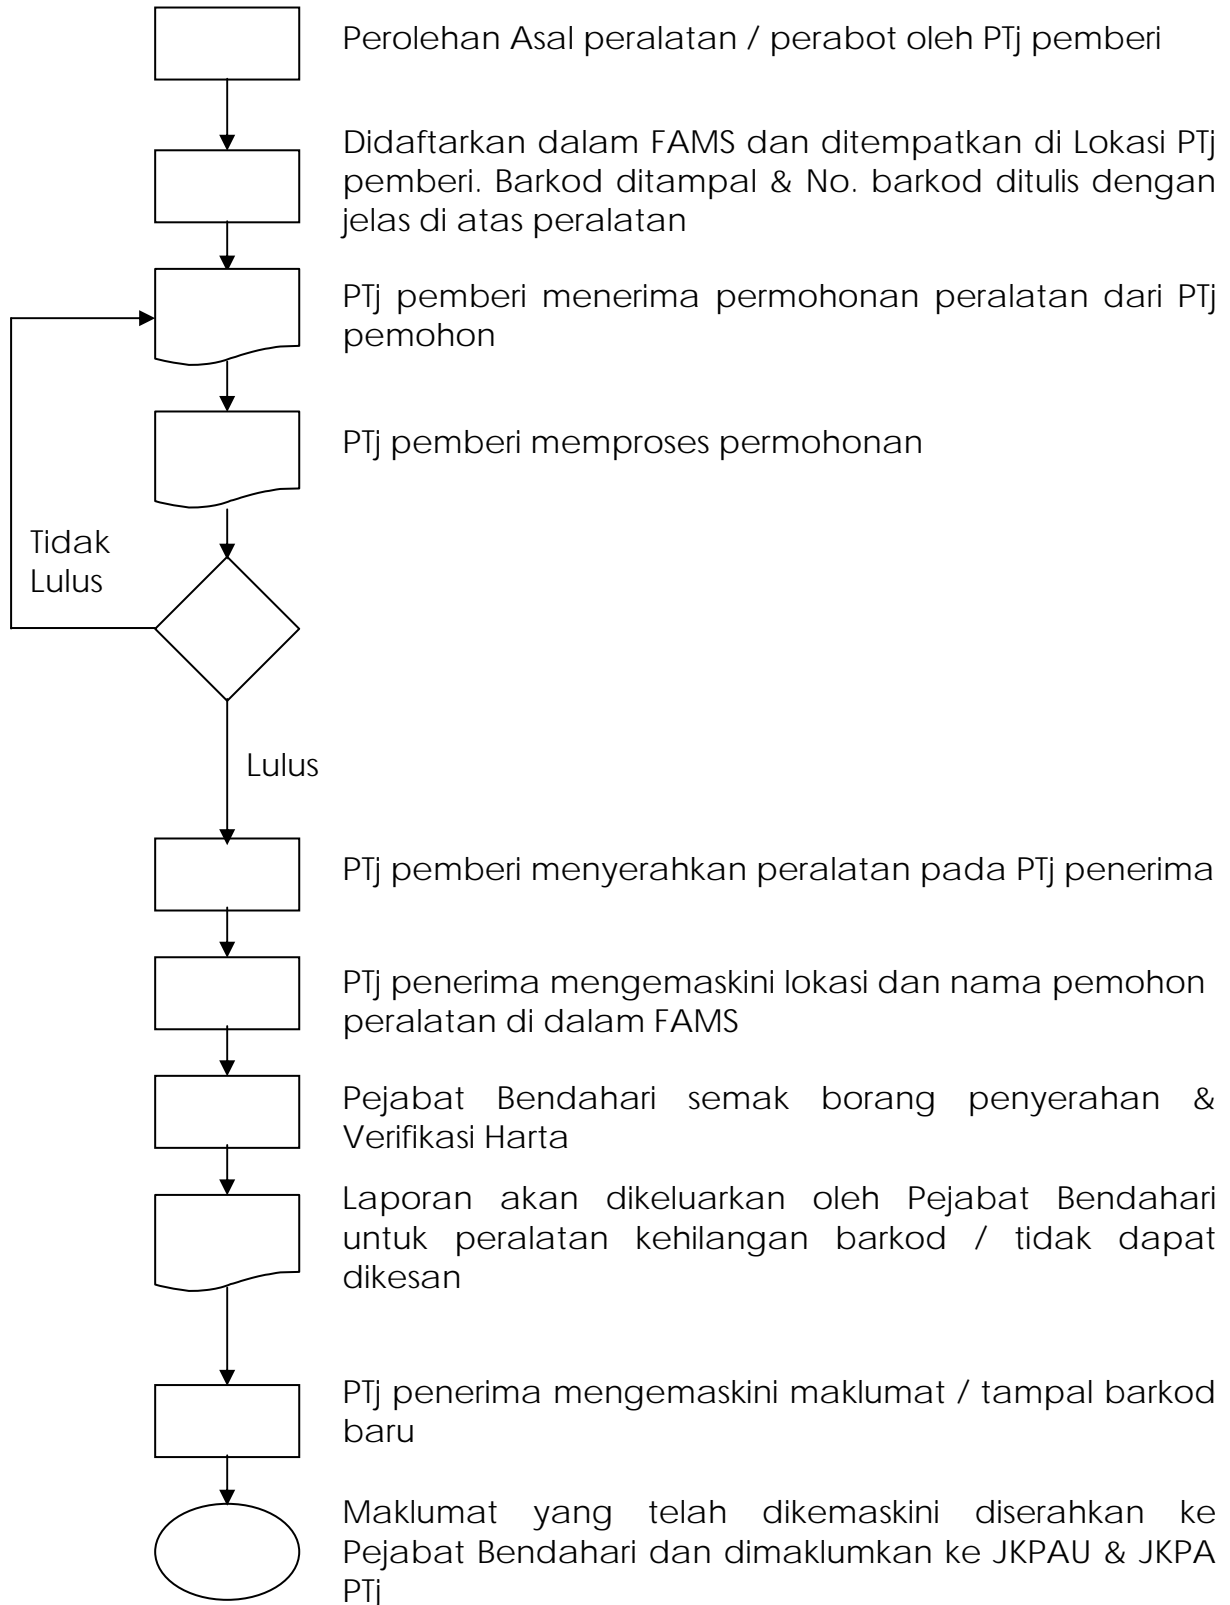 Perolehan Asal peralatan / perabot oleh PTj pemberi
Didaftarkan dalam FAMS dan ditempatkan di Lokasi PTj
pemberi. Barkod ditampal & No. barkod ditulis dengan
jelas di atas peralatan
PTj pemberi menerima permohonan peralatan dari PTj
pemohon
PTj pemberi memproses permohonan
Tidak
Lulus
Lulus
PTj pemberi menyerahkan peralatan pada PTj penerima
PTj penerima mengemaskini lokasi dan nama pemohon
peralatan di dalam FAMS
Pejabat Bendahari semak borang penyerahan &
Verifikasi Harta
Laporan akan dikeluarkan oleh Pejabat Bendahari
untuk peralatan kehilangan barkod / tidak dapat
dikesan
PTj penerima mengemaskini maklumat / tampal barkod
baru
Maklumat yang telah dikemaskini diserahkan ke
Pejabat Bendahari dan dimaklumkan ke JKPAU & JKPA
PTj